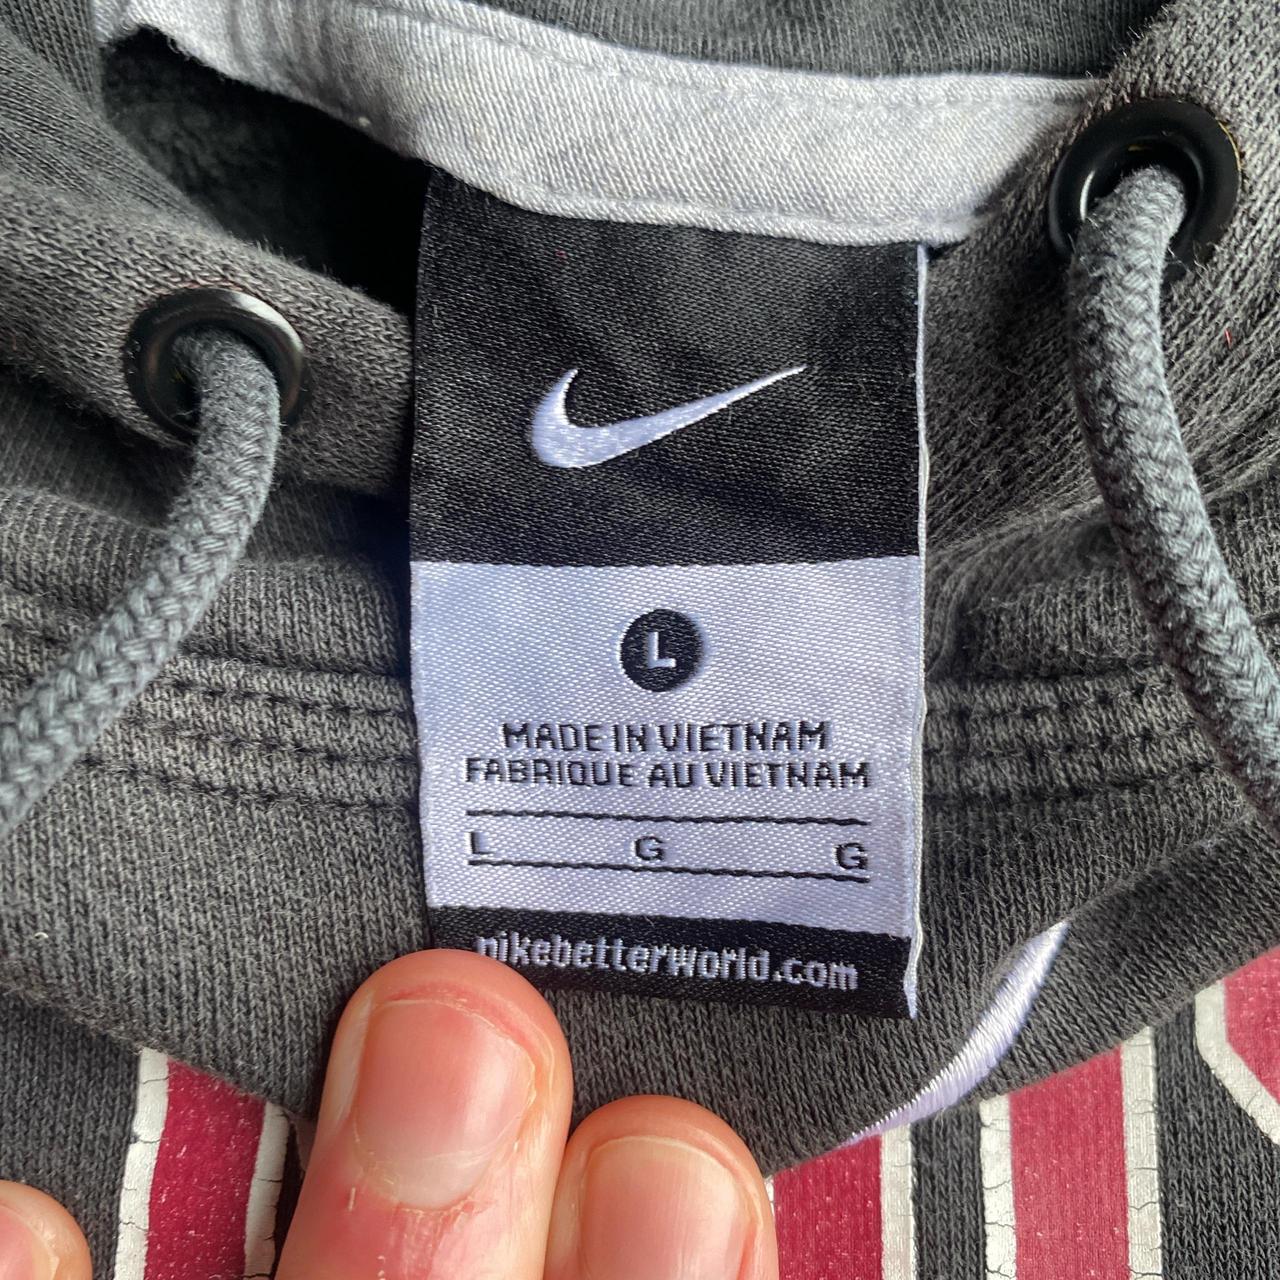 L
MADE IN VIETNAM
FABRIQUE AU VIETNAM
L G G
nikebetterworld.com